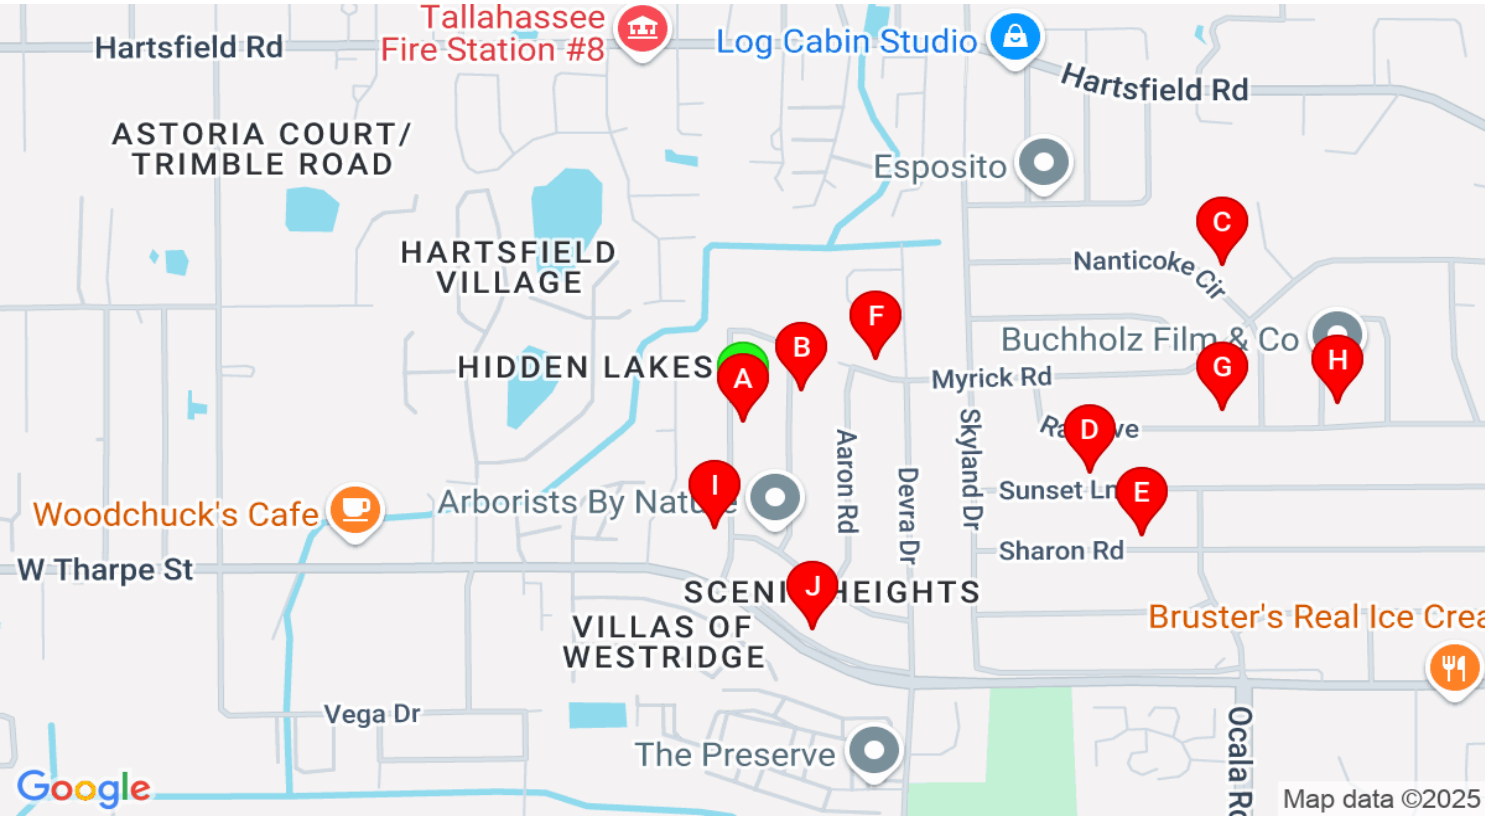 Tallahassee
Fire Station #8
Hartsfield Rd
Log Cabin Studio
Hartsfield Rd
ASTORIA COURT/
TRIMBLE ROAD
Esposito
C
HARTSFIELD
VILLAGE
Nanticoke Cir
F
B
Buchholz Film & Co
HIDDEN LAKES
A
Myrick Rd
G
H
D
Aaron Rd
Skyland Dr
Devra Dr
I
Arborists By Nature
Sunset Ln
E
Woodchuck's Cafe
Sharon Rd
W Tharpe St
SCENIC HEIGHTS
J
VILLAS OF
WESTRIDGE
Bruster's Real Ice Crea
Vega Dr
The Preserve
Ocala Rd
Google
Map data ©2025